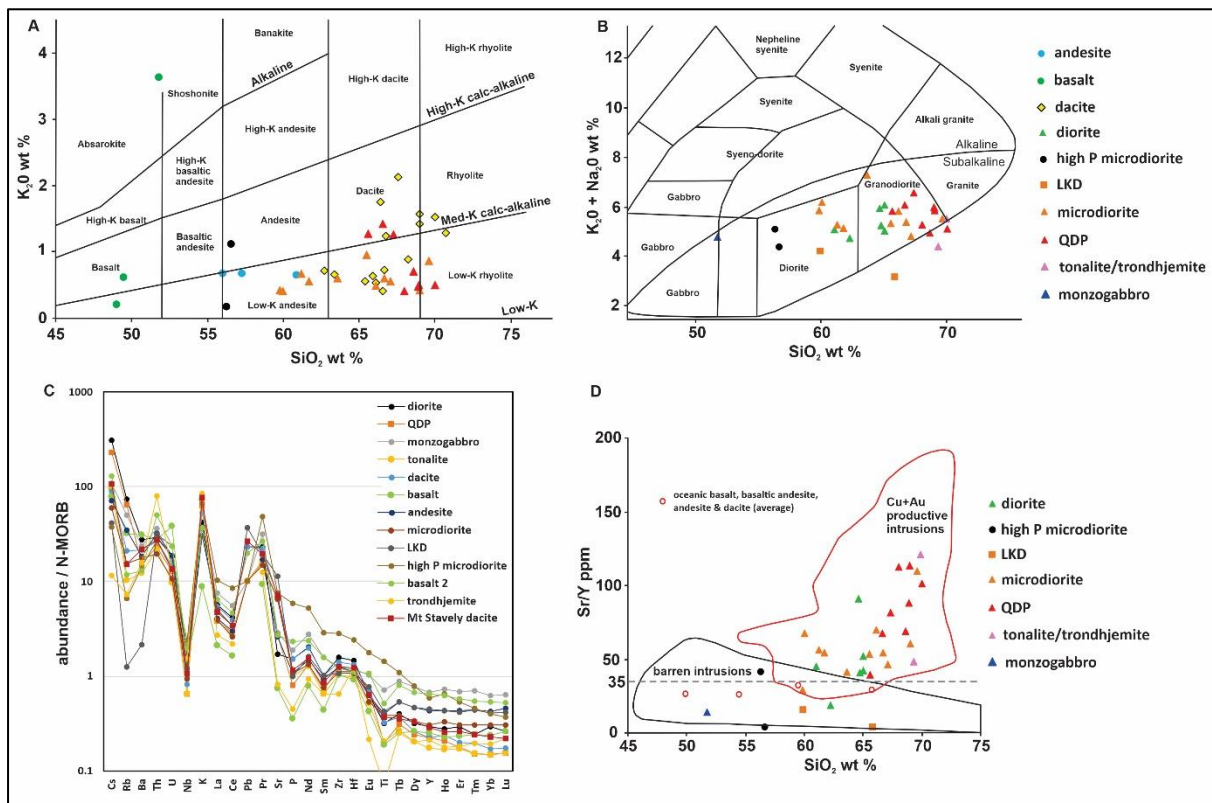 A
4
3
2
1
0
K₂0 wt %
45
50
55
60
65
70
75
80
SiO₂ wt %
Absarokite
Shoshonite
Banakite
Alkaline
High-K rhyolite
High-K dacite
High-K calc-alkaline
High-K andesite
High-K
basaltic
andesite
High-K basalt
Basalt
Basaltic
andesite
Andesite
Dacite
Rhyolite
Med-K calc-alkaline
Low-K andesite
Low-K rhyolite
Low-K
B
12
10
8
6
4
2
K₂0 + Na₂0 wt %
50
60
70
SiO₂ wt %
Nepheline
syenite
Syenite
Syenite
Syeno-diorite
Alkali granite
Alkaline
Subalkaline
Gabbro
Gabbro
Gabbro
Diorite
Granodiorite
Granite
andesite
basalt
dacite
diorite
high P microdiorite
LKD
microdiorite
QDP
tonalite/trondhjemite
monzogabbro
C
1000
100
10
1
0.1
abundance / N-MORB
diorite
QDP
monzogabbro
tonalite
dacite
basalt
andesite
microdiorite
LKD
high P microdiorite
basalt 2
trondhjemite
Mt Stavely dacite
Cs Rb Ba Th U Nb K La Ce Pb Pr Sr P Nd Sm Zr Hf Eu Ti Tb Dy Y Ho Er Tm Yb Lu
D
200
150
100
50
35
0
Sr/Y ppm
45
50
55
60
65
70
75
SiO₂ wt %
oceanic basalt, basaltic andesite,
andesite & dacite (average)
Cu+Au
productive
intrusions
barren intrusions
diorite
high P microdiorite
LKD
microdiorite
QDP
tonalite/trondhjemite
monzogabbro